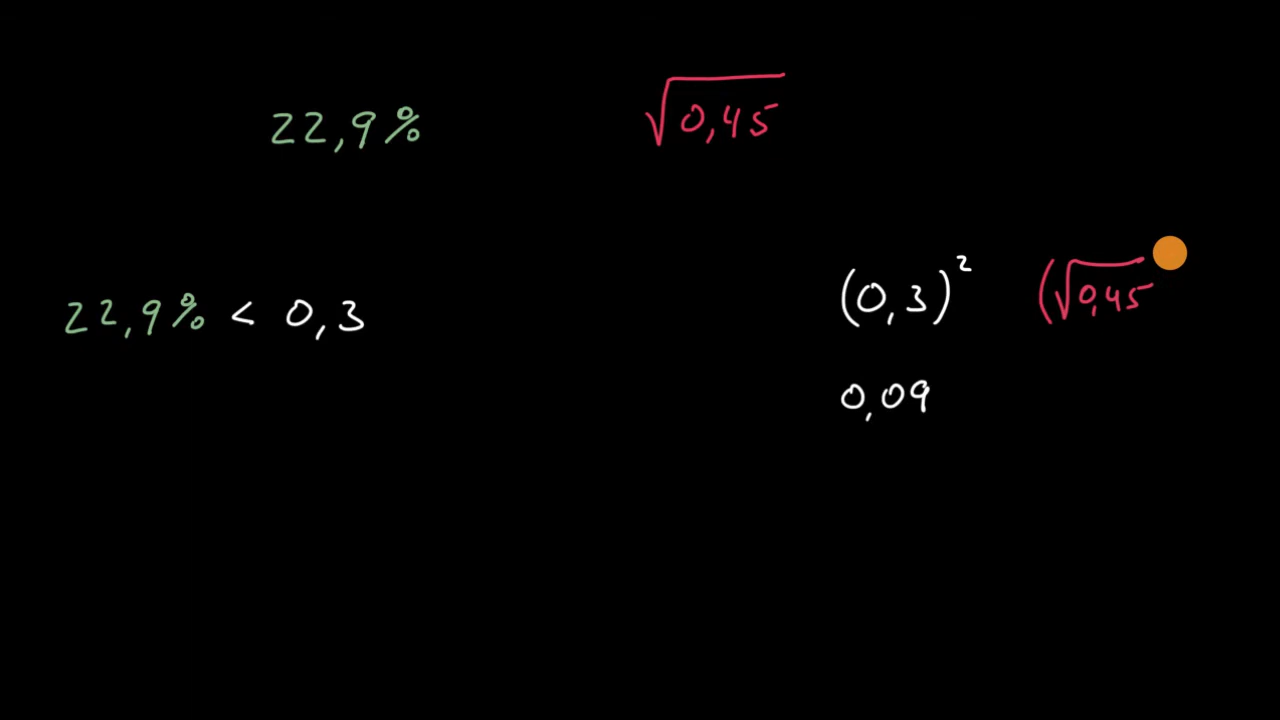 22,9% √0,45
22,9% < 0,3 (0,3)² (√0,45
0,09